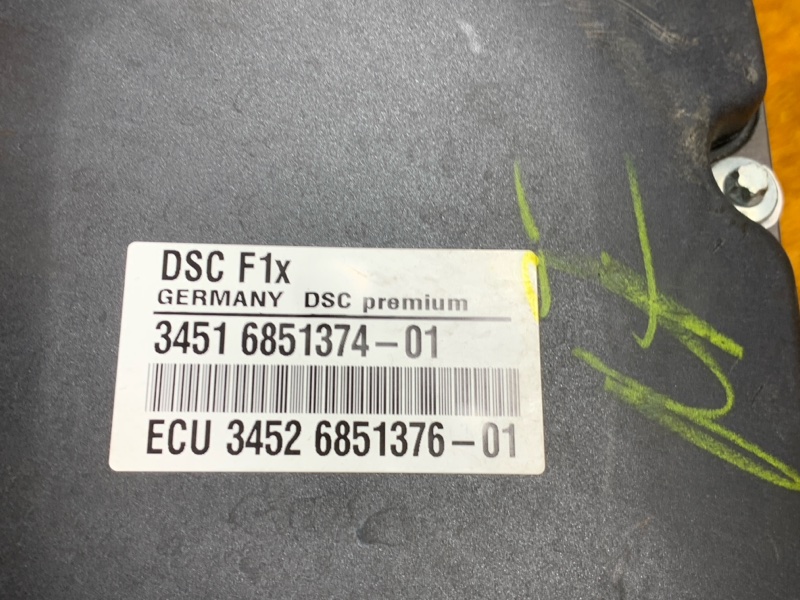 DSC F1x
GERMANY DSC premium
3451 6851374-01
ECU 3452 6851376-01